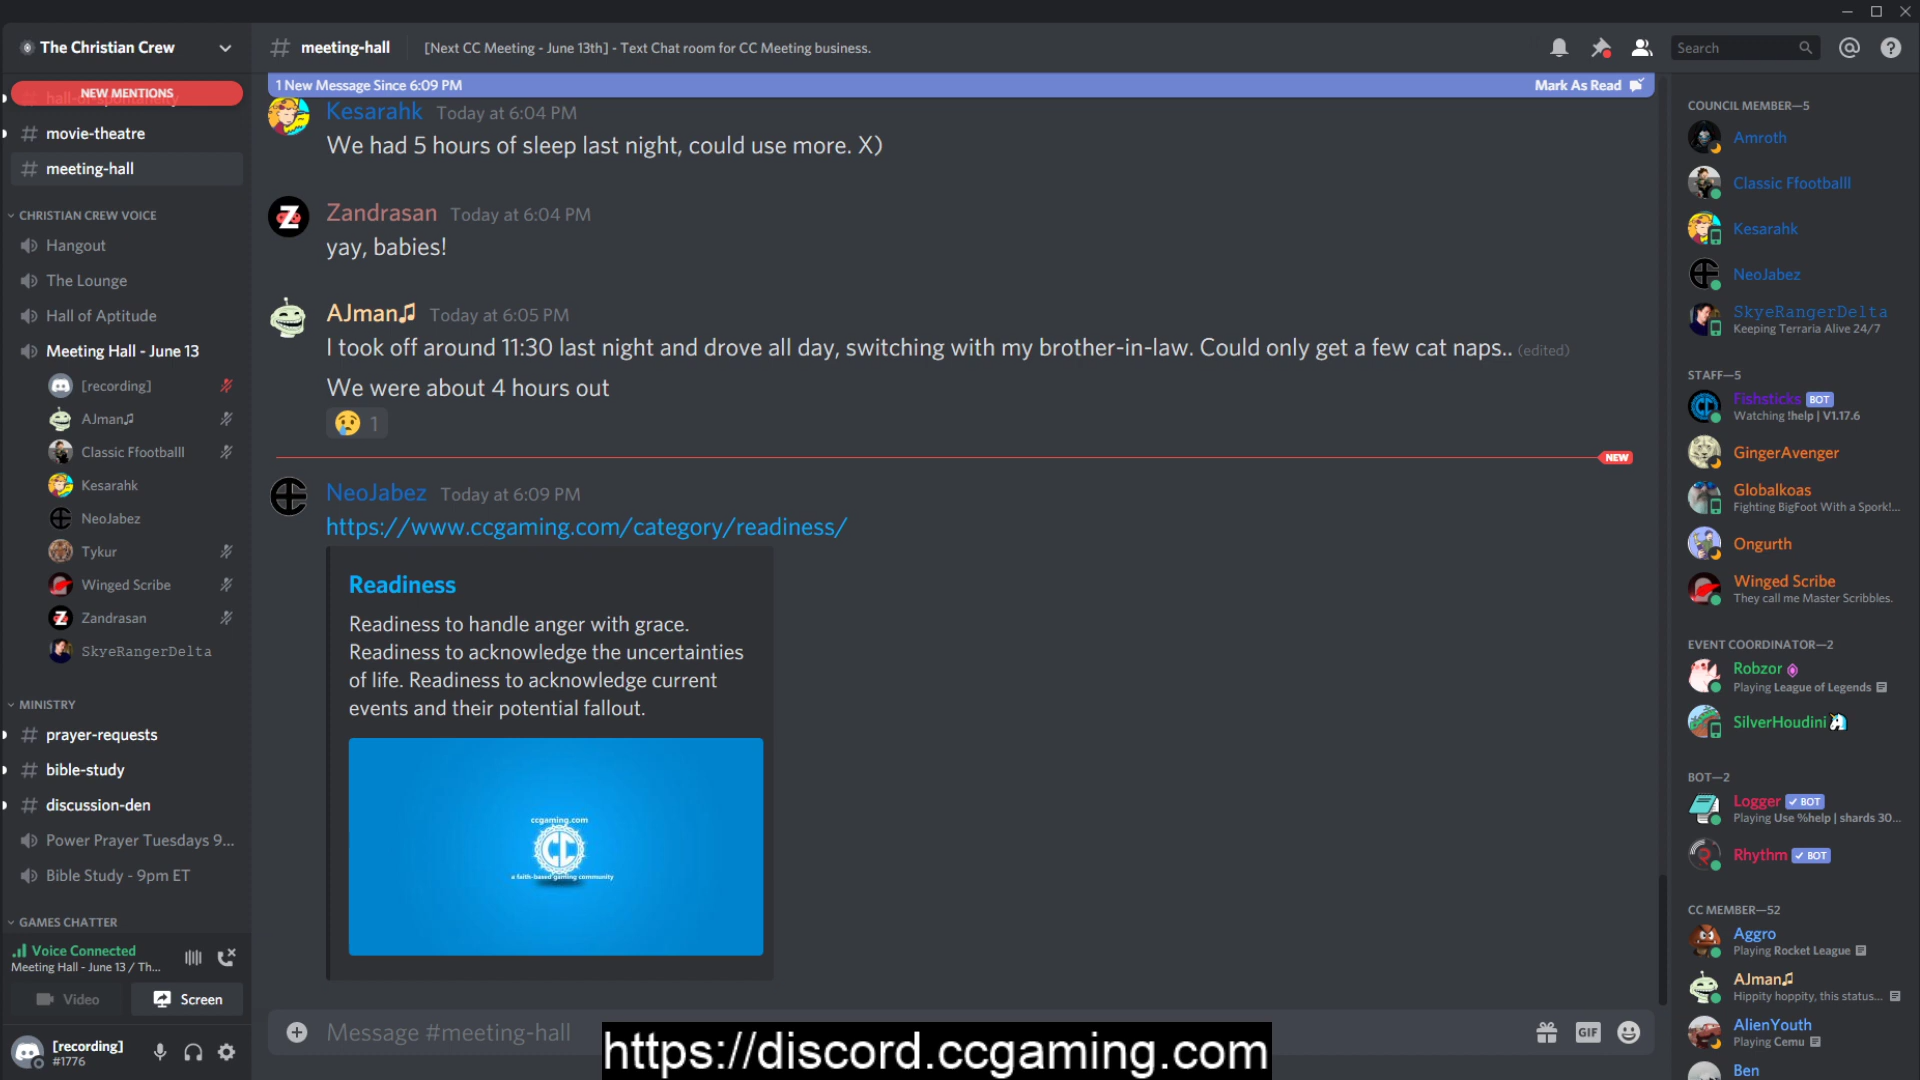 The Christian Crew
NEW MENTIONS
# movie-theatre
# meeting-hall
CHRISTIAN CREW VOICE
Hangout
The Lounge
Hall of Aptitude
Meeting Hall - June 13
[recording]
AJman♫
Classic Ffootballl
Kesarahk
NeoJabez
Tykur
Winged Scribe
Zandrasan
SkyeRangerDelta
MINISTRY
# prayer-requests
# bible-study
# discussion-den
Power Prayer Tuesdays 9...
Bible Study - 9pm ET
GAMES CHATTER
Voice Connected
Meeting Hall - June 13 / Th...
Video
Screen
[recording]
#1776
# meeting-hall
[Next CC Meeting - June 13th] - Text Chat room for CC Meeting business.
Search
1 New Message Since 6:09 PM
Mark As Read
Kesarahk Today at 6:04 PM
We had 5 hours of sleep last night, could use more. X)
Zandrasan Today at 6:04 PM
yay, babies!
AJman♫ Today at 6:05 PM
I took off around 11:30 last night and drove all day, switching with my brother-in-law. Could only get a few cat naps.. (edited)
We were about 4 hours out
😢 1
NEW
NeoJabez Today at 6:09 PM
https://www.ccgaming.com/category/readiness/
Readiness
Readiness to handle anger with grace.
Readiness to acknowledge the uncertainties
of life. Readiness to acknowledge current
events and their potential fallout.
ccgaming.com
CC
a faith-based gaming community
Message #meeting-hall
GIF
https://discord.ccgaming.com
COUNCIL MEMBER—5
Amroth
Classic Ffootballl
Kesarahk
NeoJabez
SkyeRangerDelta
Keeping Terraria Alive 24/7
STAFF—5
Fishsticks BOT
Watching !help | V1.17.6
GingerAvenger
Globalkoas
Fighting BigFoot With a Spork!...
Ongurth
Winged Scribe
They call me Master Scribbles.
EVENT COORDINATOR—2
Robzor
Playing League of Legends
SilverHoudini
BOT—2
Logger ✓ BOT
Playing Use %help | shards 30...
Rhythm ✓ BOT
CC MEMBER—52
Aggro
Playing Rocket League
AJman♫
Hippity hoppity, this status...
AlienYouth
Playing Cemu
Ben